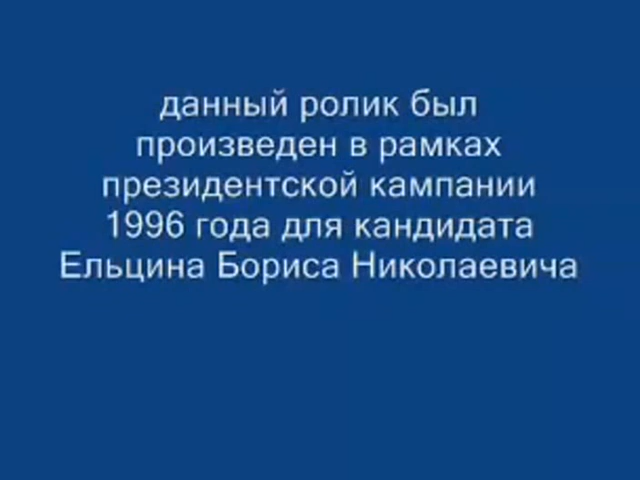 данный ролик был
произведен в рамках
президентской кампании
1996 года для кандидата
Ельцина Бориса Николаевича